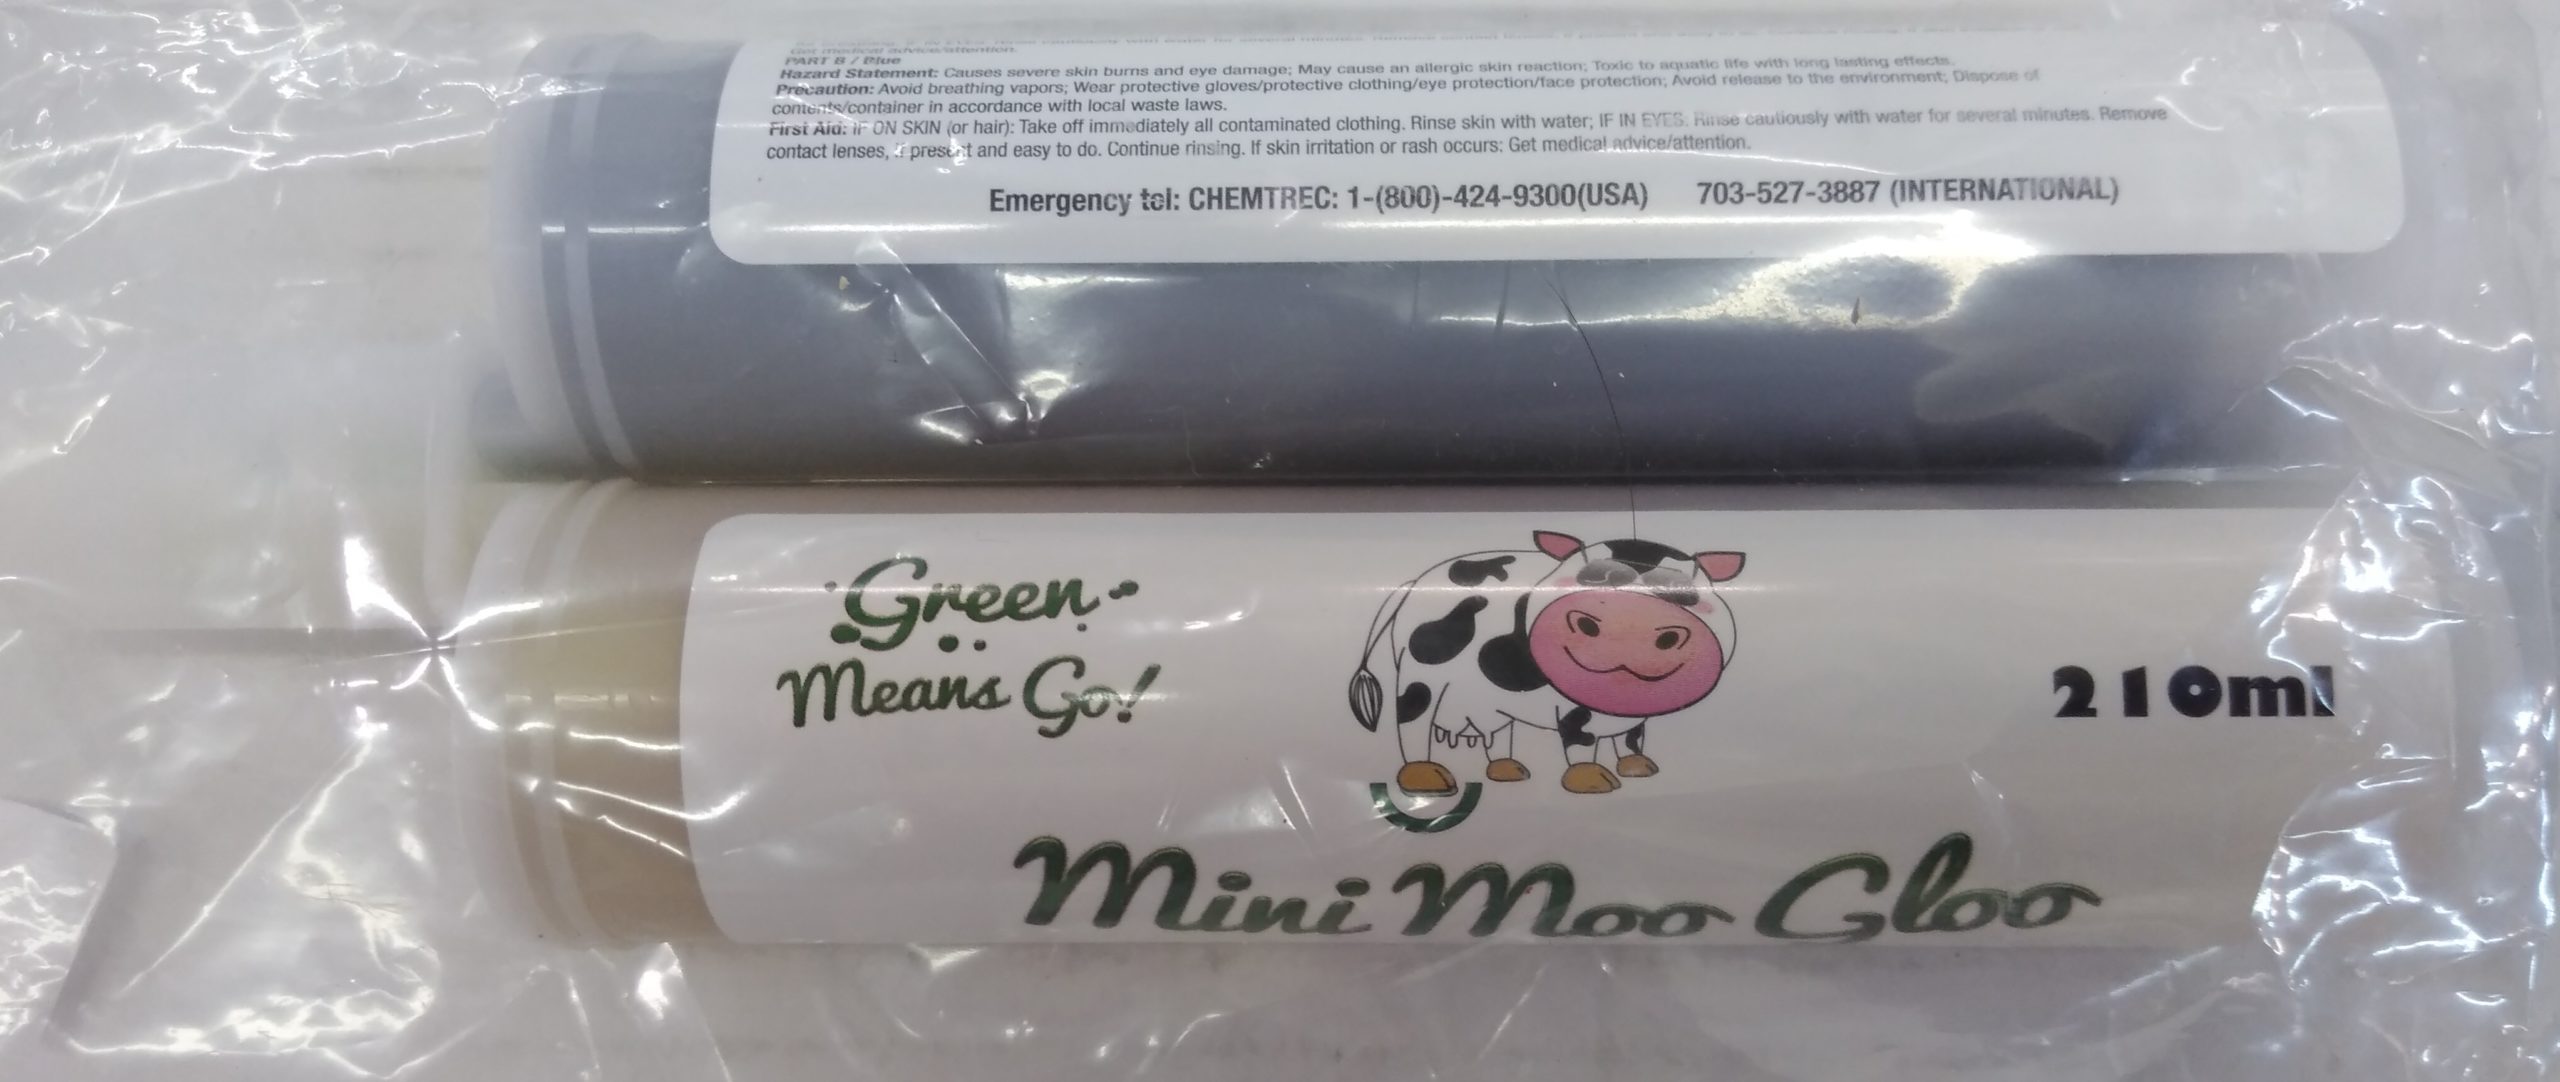 Get medical advice/attention.
PART B / Blue
Hazard Statement: Causes severe skin burns and eye damage; May cause an allergic skin reaction; Toxic to aquatic life with long lasting effects.
Precaution: Avoid breathing vapors; Wear protective gloves/protective clothing/eye protection/face protection; Avoid release to the environment; Dispose of
contents/container in accordance with local waste laws.
First Aid: IF ON SKIN (or hair): Take off immediately all contaminated clothing. Rinse skin with water; IF IN EYES: Rinse cautiously with water for several minutes. Remove
contact lenses, if present and easy to do. Continue rinsing. If skin irritation or rash occurs: Get medical advice/attention.
Emergency tel: CHEMTREC: 1-(800)-424-9300(USA) 703-527-3887 (INTERNATIONAL)
Green
Means Go!
210ml
Mini Moo Gloo